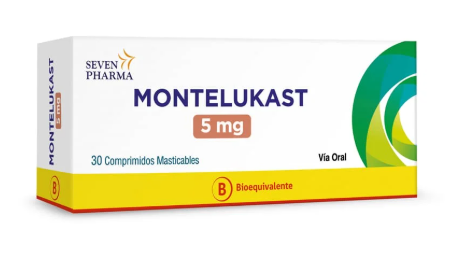 SEVEN
PHARMA
MONTELUKAST
5 mg
30 Comprimidos Masticables
Vía Oral
B Bioequivalente
MONTELUKAST
5 mg
B